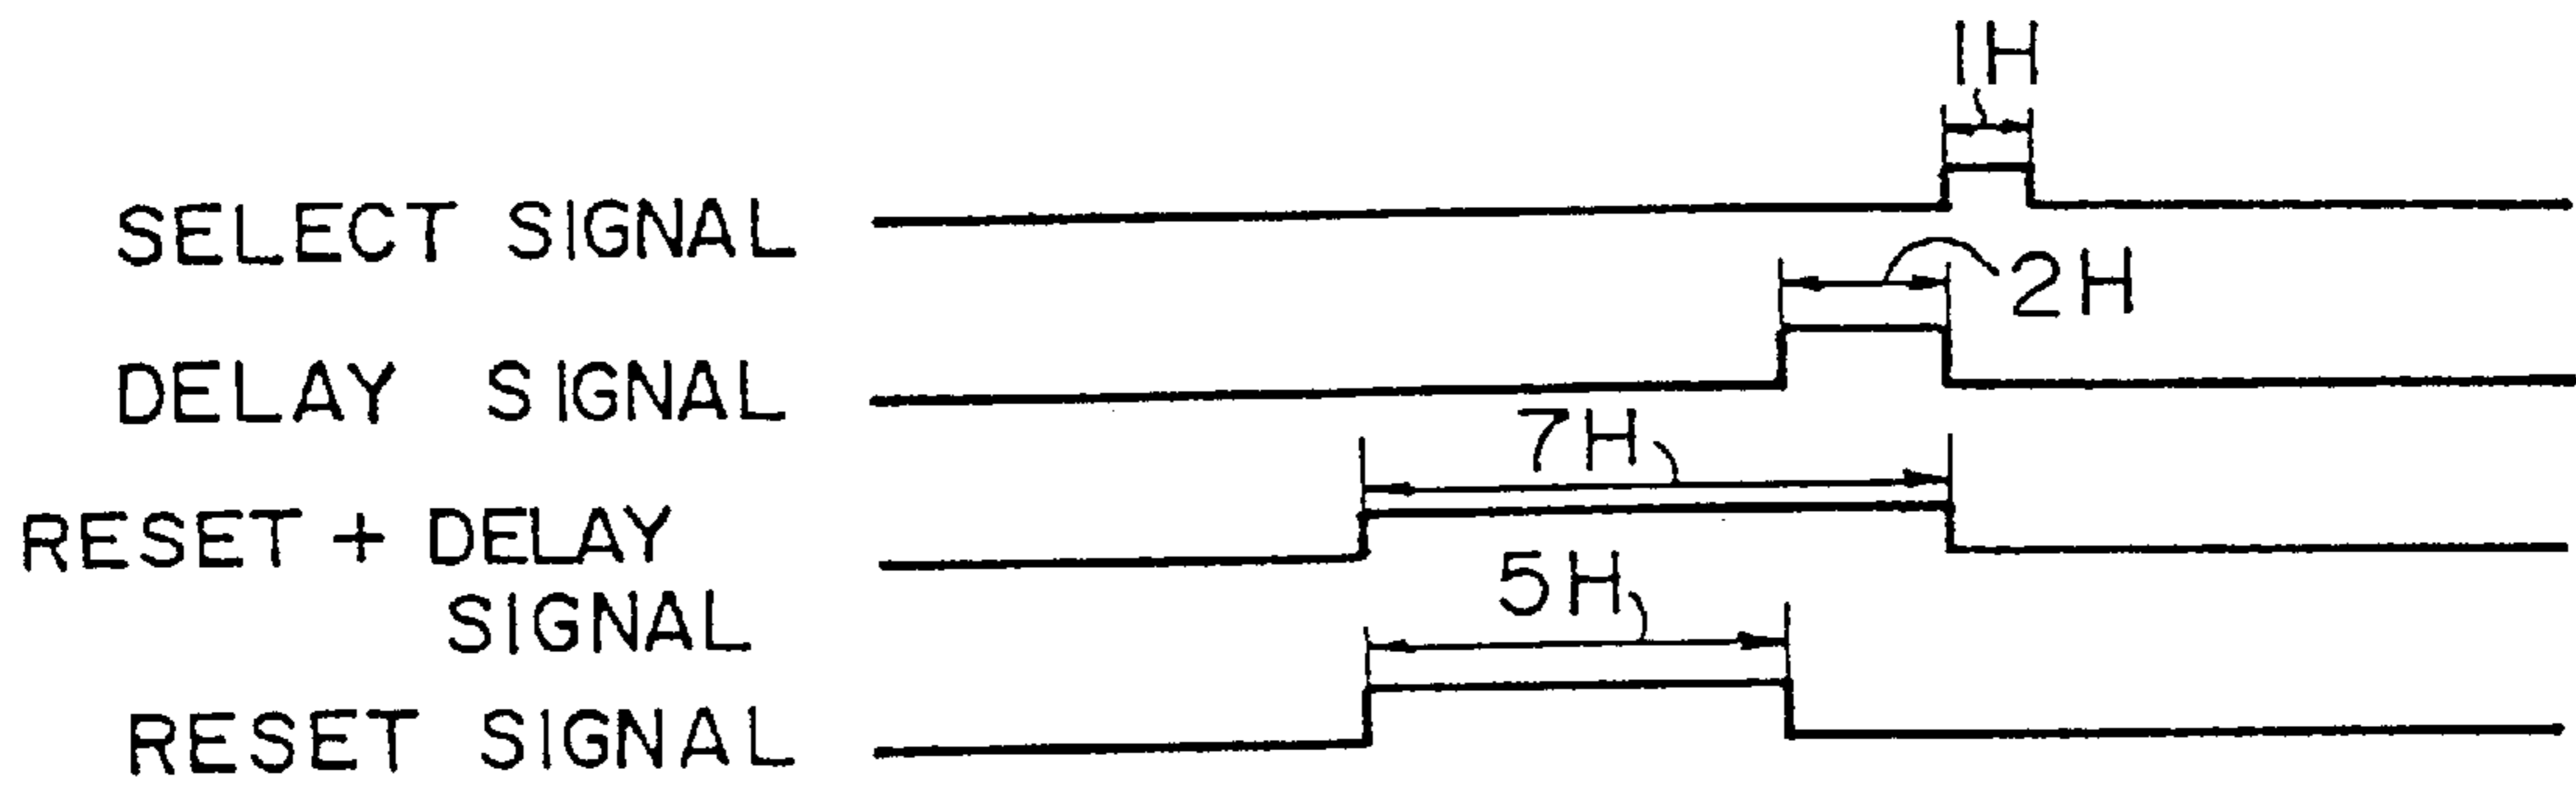 1H
SELECT SIGNAL
2H
DELAY SIGNAL
7H
RESET + DELAY
SIGNAL
5H
RESET SIGNAL